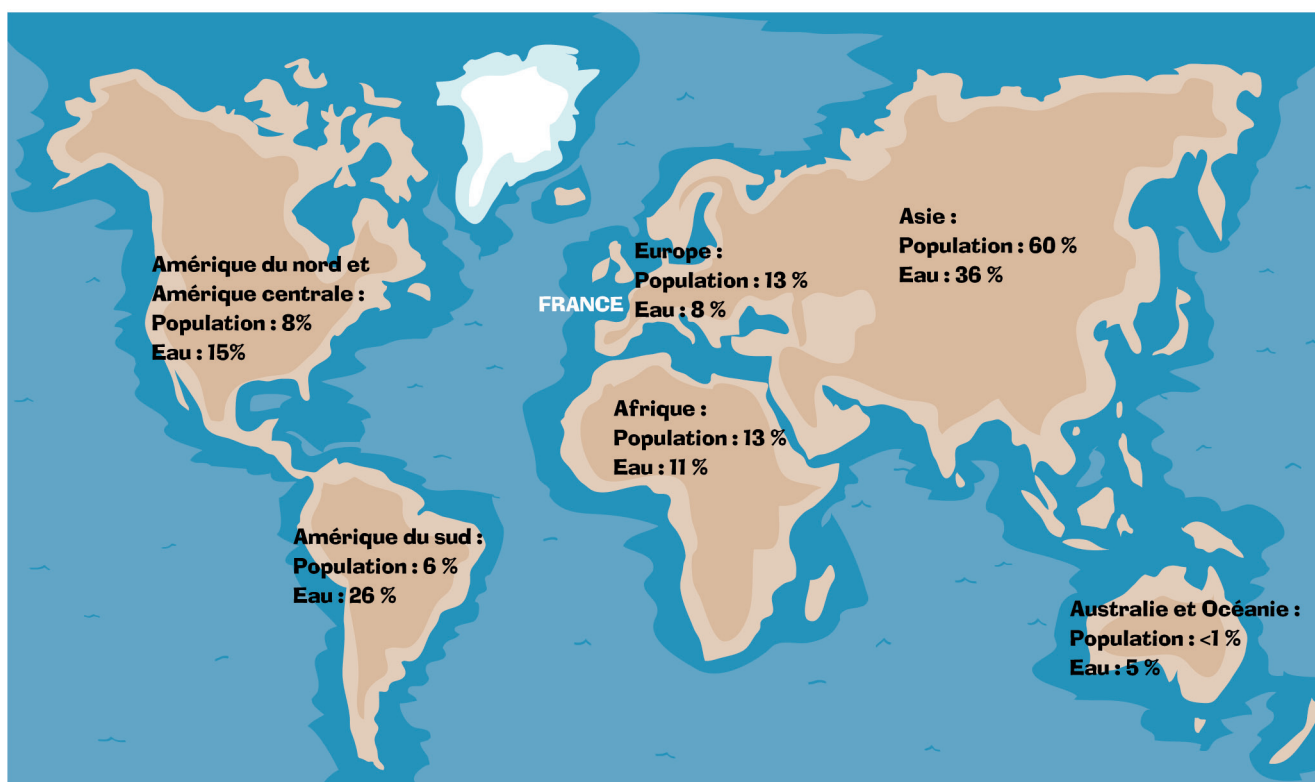 Amérique du nord et
Amérique centrale :
Population : 8%
Eau : 15%
Amérique du sud :
Population : 6 %
Eau : 26 %
FRANCE
Europe :
Population : 13 %
Eau : 8 %
Afrique :
Population : 13 %
Eau : 11 %
Asie :
Population : 60 %
Eau : 36 %
Australie et Océanie :
Population : <1 %
Eau : 5 %